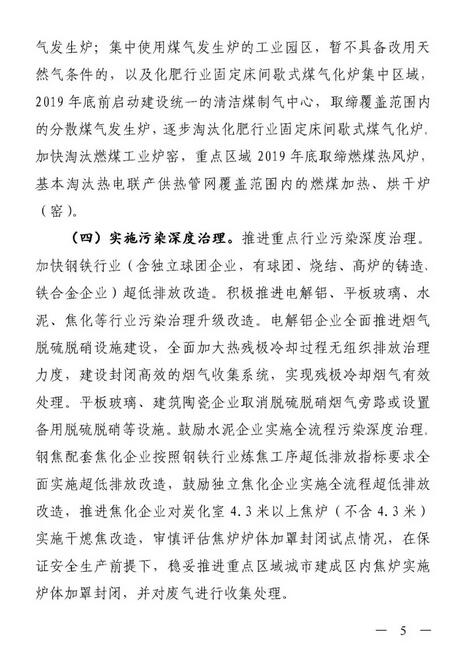 气发生炉；集中使用煤气发生炉的工业园区，暂不具备改用天
然气条件的，以及化肥行业固定床间歇式煤气化炉集中区域，
2019 年底前启动建设统一的清洁煤制气中心，取缔覆盖范围内
的分散煤气发生炉，逐步淘汰化肥行业固定床间歇式煤气化炉。
加快淘汰燃煤工业炉窑，重点区域 2019 年底取缔燃煤热风炉，
基本淘汰热电联产供热管网覆盖范围内的燃煤加热、烘干炉
（窑）。
（四）实施污染深度治理。推进重点行业污染深度治理。
加快钢铁行业（含独立球团企业，有球团、烧结、高炉的铸造、
铁合金企业）超低排放改造。积极推进电解铝、平板玻璃、水
泥、焦化等行业污染治理升级改造。电解铝企业全面推进烟气
脱硫脱硝设施建设，全面加大热残极冷却过程无组织排放治理
力度，建设封闭高效的烟气收集系统，实现残极冷却烟气有效
处理。平板玻璃、建筑陶瓷企业取消脱硫脱硝烟气旁路或设置
备用脱硫脱硝等设施。鼓励水泥企业实施全流程污染深度治理。
钢焦配套焦化企业按照钢铁行业炼焦工序超低排放指标要求全
面实施超低排放改造，鼓励独立焦化企业实施全流程超低排放
改造，推进焦化企业对炭化室 4.3 米以上焦炉（不含 4.3 米）
实施干熄焦改造，审慎评估焦炉炉体加罩封闭试点情况，在保
证安全生产前提下，稳妥推进重点区域城市建成区内焦炉实施
炉体加罩封闭，并对废气进行收集处理。
— 5 —